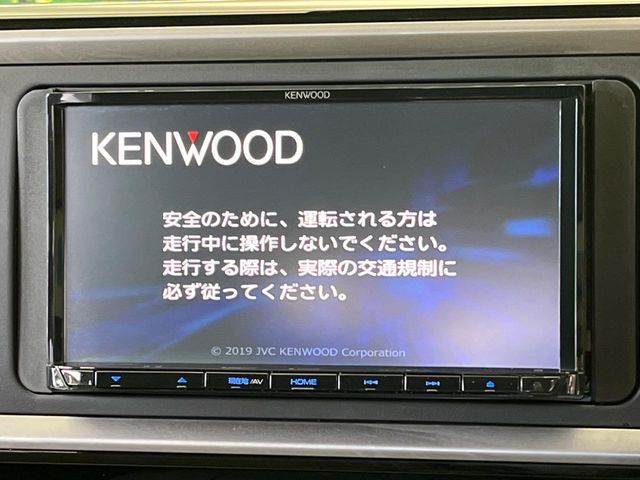 KENWOOD
KENWOOD
安全のために、運転される方は
走行中に操作しないでください。
走行する際は、実際の交通規制に
必ず従ってください。
© 2019 JVC KENWOOD Corporation
現在地/AV HOME